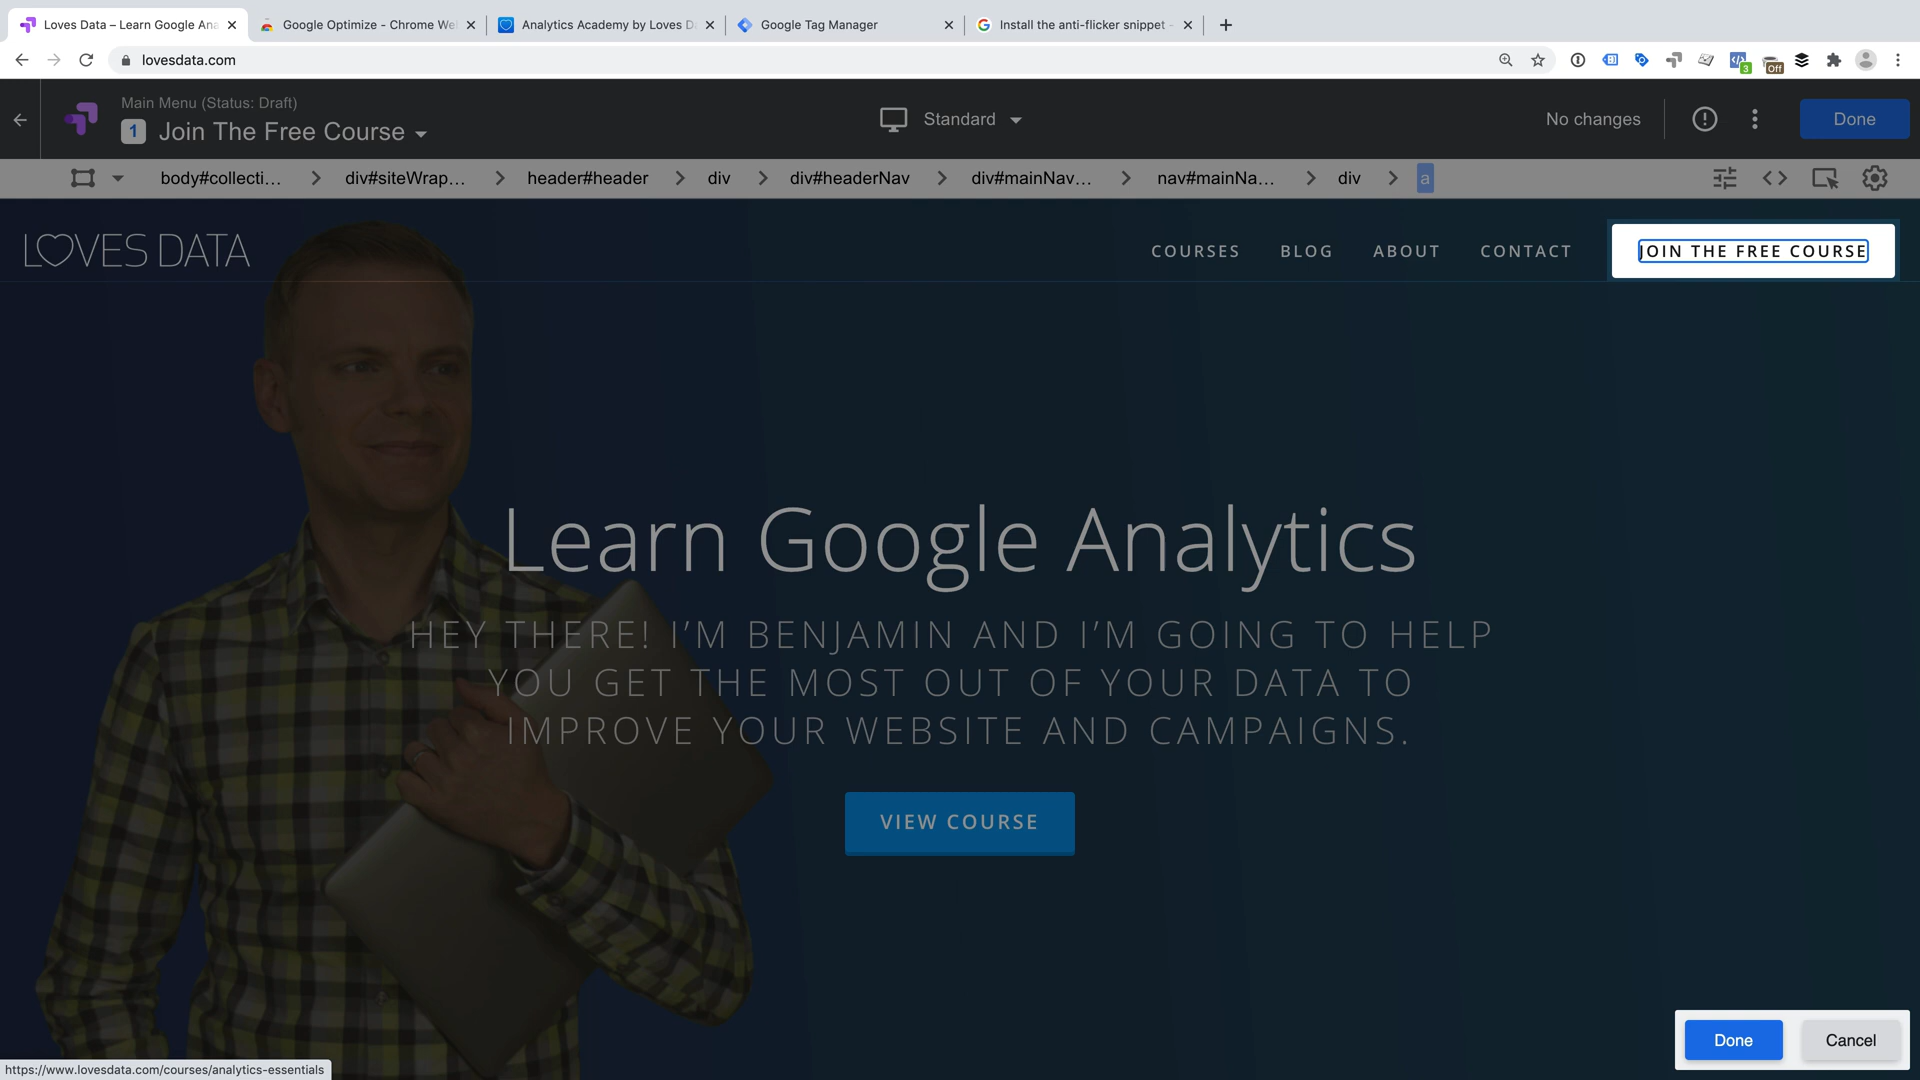 Loves Data – Learn Google Ana
Google Optimize - Chrome We
Analytics Academy by Loves D
Google Tag Manager
Install the anti-flicker snippet -
lovesdata.com
3
Off
Main Menu (Status: Draft)
1 Join The Free Course
Standard
No changes
Done
body#collecti...
div#siteWrap...
header#header
div
div#headerNav
div#mainNav...
nav#mainNa...
div
a
LOVES DATA
COURSES
BLOG
ABOUT
CONTACT
JOIN THE FREE COURSE
Learn Google Analytics
HEY THERE! I’M BENJAMIN AND I’M GOING TO HELP
YOU GET THE MOST OUT OF YOUR DATA TO
IMPROVE YOUR WEBSITE AND CAMPAIGNS.
VIEW COURSE
Done
Cancel
https://www.lovesdata.com/courses/analytics-essentials